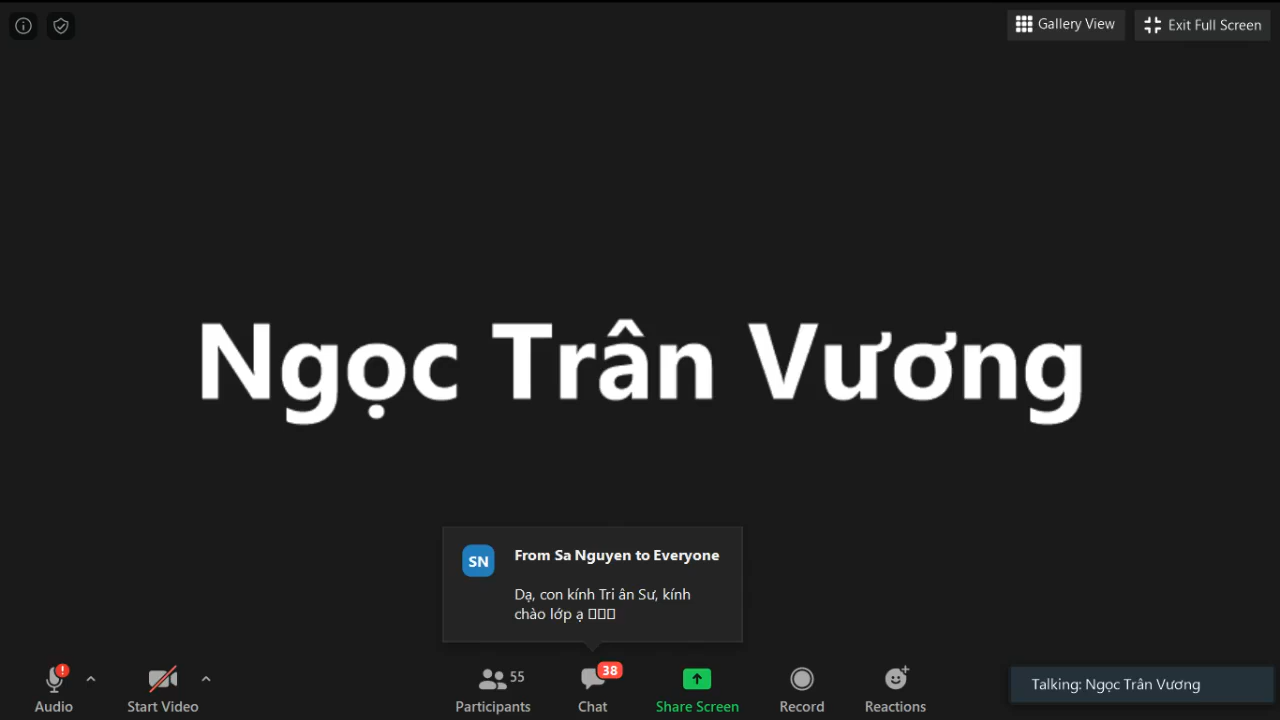 Gallery View
Exit Full Screen
Ngọc Trân Vương
SN
From Sa Nguyen to Everyone
Dạ, con kính Tri ân Sư, kính
chào lớp ạ
Audio
Start Video
55
Participants
38
Chat
Share Screen
Record
Reactions
Talking: Ngọc Trân Vương